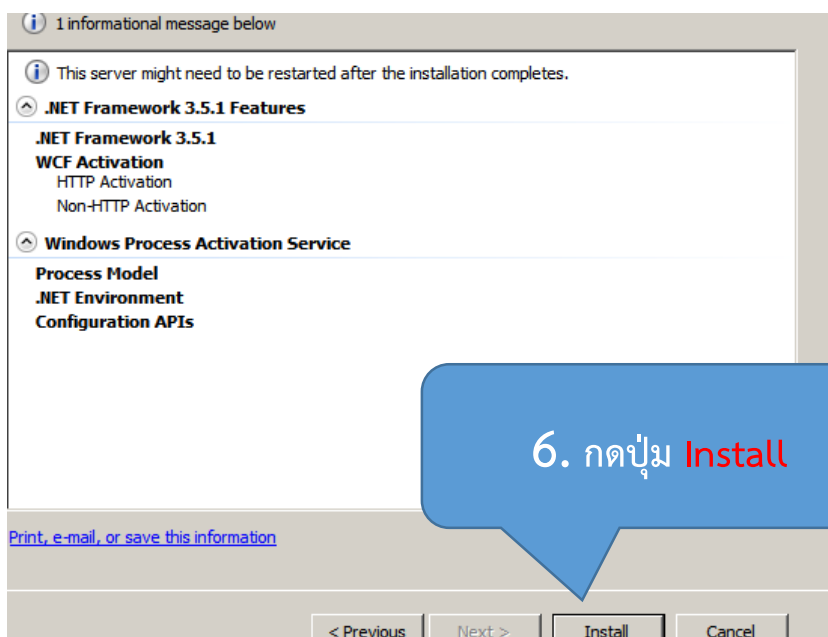 1 informational message below
This server might need to be restarted after the installation completes.
.NET Framework 3.5.1 Features
.NET Framework 3.5.1
WCF Activation
HTTP Activation
Non-HTTP Activation
Windows Process Activation Service
Process Model
.NET Environment
Configuration APIs
6. กดปุ่ม Install
Print, e-mail, or save this information
< Previous Next > Install Cancel